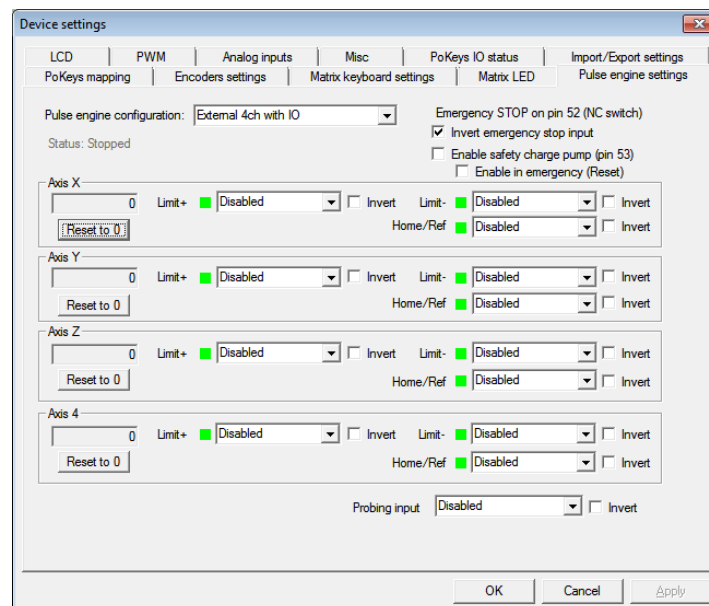 Device settings
LCD PWM Analog inputs Misc PoKeys IO status Import/Export settings
PoKeys mapping Encoders settings Matrix keyboard settings Matrix LED Pulse engine settings
Pulse engine configuration: External 4ch with IO
Emergency STOP on pin 52 (NC switch)
Invert emergency stop input
Status: Stopped
Enable safety charge pump (pin 53)
Enable in emergency (Reset)
Axis X
0 Limit+ Disabled Invert Limit- Disabled Invert
Reset to 0 Home/Ref Disabled Invert
Axis Y
0 Limit+ Disabled Invert Limit- Disabled Invert
Reset to 0 Home/Ref Disabled Invert
Axis Z
0 Limit+ Disabled Invert Limit- Disabled Invert
Reset to 0 Home/Ref Disabled Invert
Axis 4
0 Limit+ Disabled Invert Limit- Disabled Invert
Reset to 0 Home/Ref Disabled Invert
Probing input Disabled Invert
OK Cancel Apply